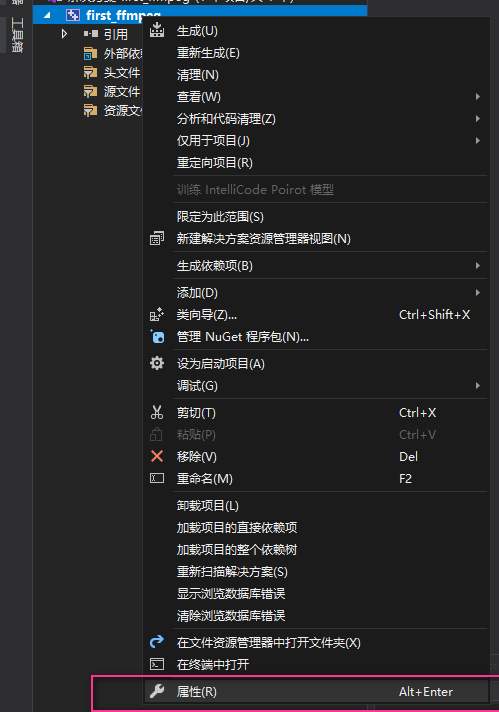 工具箱
first_ffmpeg
引用
外部依
头文件
源文件
资源文
生成(U)
重新生成(E)
清理(N)
查看(W)
分析和代码清理(Z)
仅用于项目(J)
重定向项目(R)
训练 IntelliCode Poirot 模型
限定为此范围(S)
新建解决方案资源管理器视图(N)
生成依赖项(B)
添加(D)
类向导(Z)... Ctrl+Shift+X
管理 NuGet 程序包(N)...
设为启动项目(A)
调试(G)
剪切(T) Ctrl+X
粘贴(P) Ctrl+V
移除(V) Del
重命名(M) F2
卸载项目(L)
加载项目的直接依赖项
加载项目的整个依赖树
重新扫描解决方案(S)
显示浏览数据库错误
清除浏览数据库错误
在文件资源管理器中打开文件夹(X)
在终端中打开
属性(R) Alt+Enter